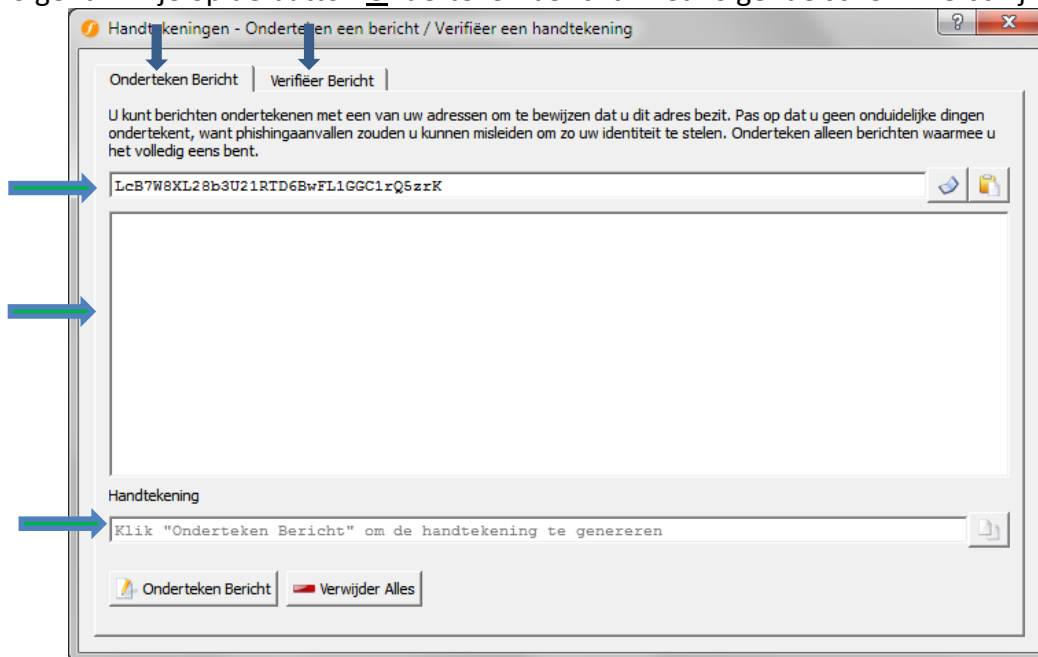 Handtekeningen - Onderteken een bericht / Verifiëer een handtekening
Onderteken Bericht Verifiëer Bericht
U kunt berichten ondertekenen met een van uw adressen om te bewijzen dat u dit adres bezit. Pas op dat u geen onduidelijke dingen
ondertekent, want phishingaanvallen zouden u kunnen misleiden om zo uw identiteit te stelen. Onderteken alleen berichten waarmee u
het volledig eens bent.
LcB7W8XL28b3U21RTD6BwFL1GGC1rQ5zrK
Handtekening
Klik "Onderteken Bericht" om de handtekening te genereren
Onderteken Bericht Verwijder Alles